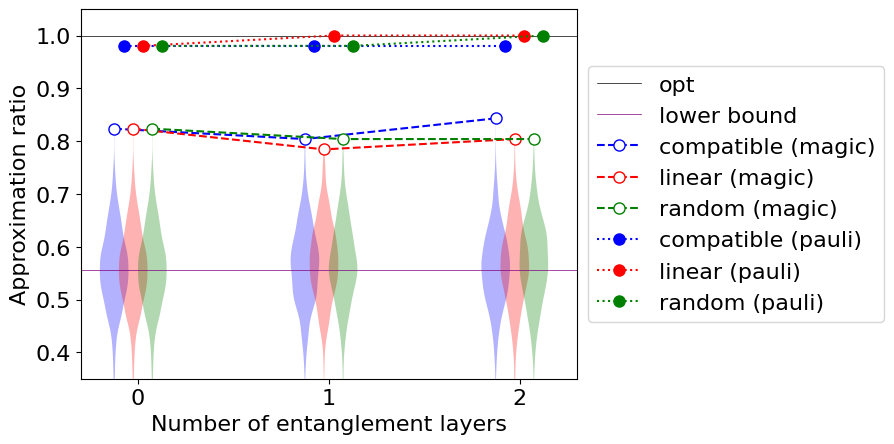 Approximation ratio
1.0
0.9
0.8
0.7
0.6
0.5
0.4
0
1
2
Number of entanglement layers
opt
lower bound
compatible (magic)
linear (magic)
random (magic)
compatible (pauli)
linear (pauli)
random (pauli)